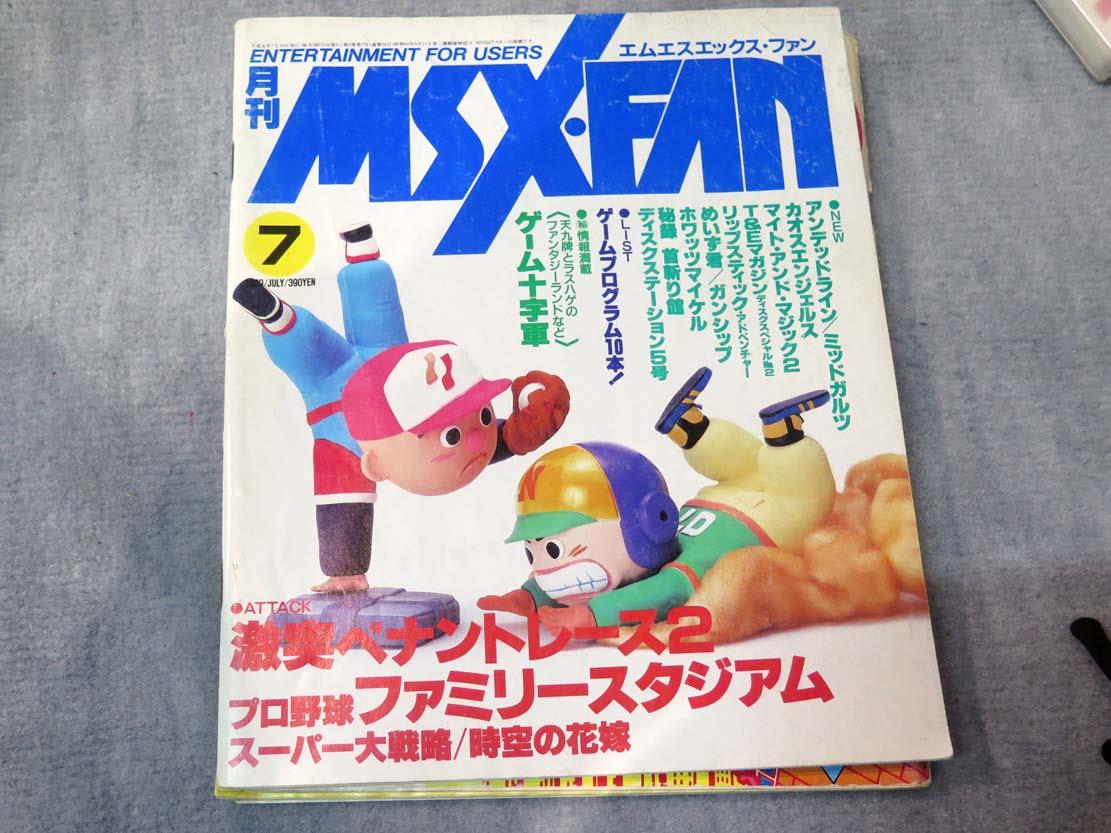 ENTERTAINMENT FOR USERS
エムエスエックス・ファン
月刊
MSX・FAN
7
1989/JULY/390YEN
●NEW
アンデッドライン/ミッドガルツ
カオスエンジェルス
マイト・アンド・マジック2
T&Eマガジンディスクスペシャル№2
リップスティック・アドベンチャー
めいず君/ガンシップ
ホワッツマイケル
秘録 首斬り館
ディスクステーション5号
●LIST
ゲームプログラム10本!
●㊙情報満載
〈天九牌とラスハゲの
ファンタジーランドなど〉
ゲーム十字軍
N
●ATTACK
激突ペナントレース2
プロ野球ファミリースタジアム
スーパー大戦略/時空の花嫁